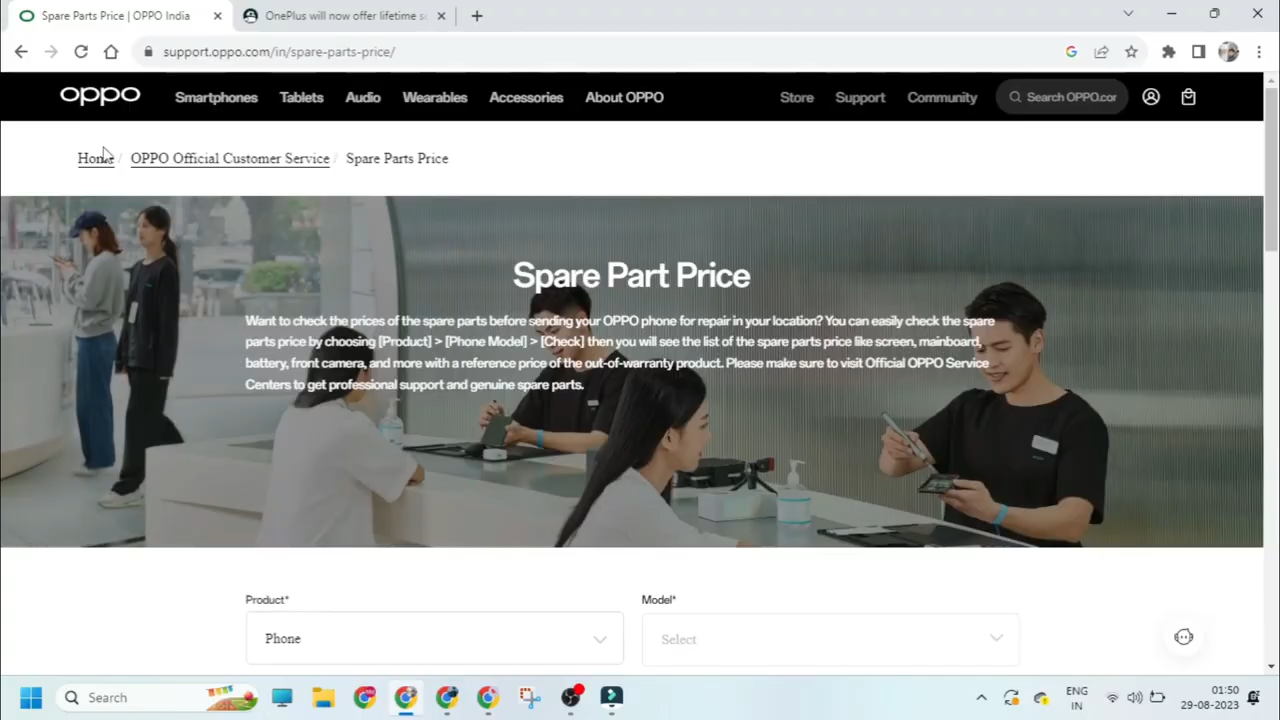 Spare Parts Price | OPPO India
OnePlus will now offer lifetime s
support.oppo.com/in/spare-parts-price/
oppo
Smartphones
Tablets
Audio
Wearables
Accessories
About OPPO
Store
Support
Community
Search OPPO.cor
Home / OPPO Official Customer Service / Spare Parts Price
Spare Part Price
Want to check the prices of the spare parts before sending your OPPO phone for repair in your location? You can easily check the spare
parts price by choosing [Product] > [Phone Model] > [Check] then you will see the list of the spare parts price like screen, mainboard,
battery, front camera, and more with a reference price of the out-of-warranty product. Please make sure to visit Official OPPO Service
Centers to get professional support and genuine spare parts.
Product*
Model*
Phone
Select
Search
ENG
IN
01:50
29-08-2023